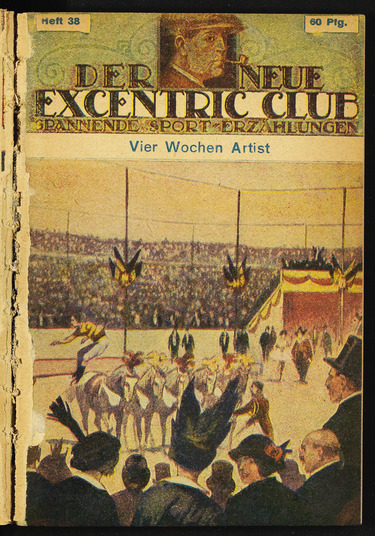 Heft 38
60 Pfg.
DER NEUE
EXCENTRIC CLUB
SPANNENDE SPORT-ERZÄHLUNGEN
Vier Wochen Artist